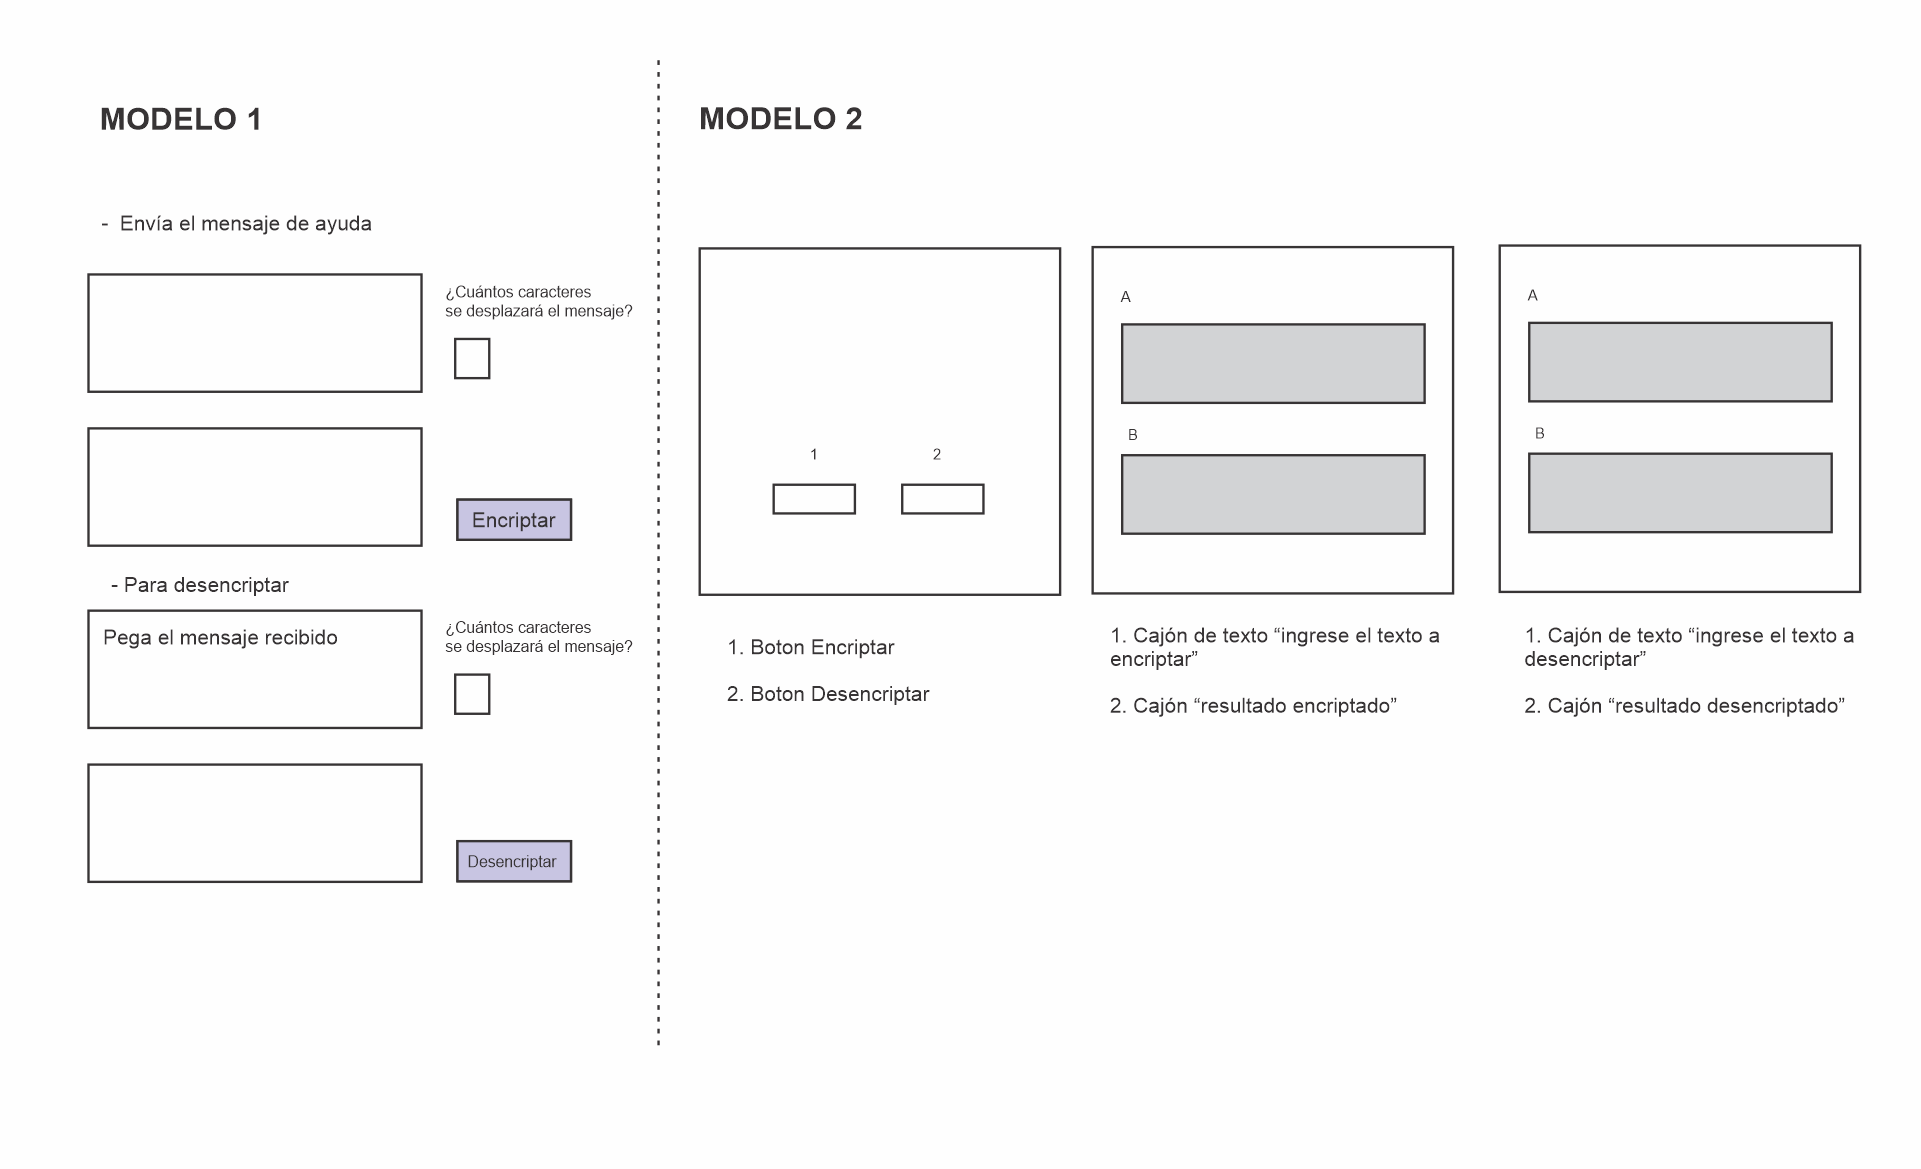 MODELO 1
- Envía el mensaje de ayuda
¿Cuántos caracteres
se desplazará el mensaje?
Encriptar
- Para desencriptar
Pega el mensaje recibido
¿Cuántos caracteres
se desplazará el mensaje?
Desencriptar
MODELO 2
1
2
1. Boton Encriptar
2. Boton Desencriptar
A
B
1. Cajón de texto “ingrese el texto a
encriptar”
2. Cajón “resultado encriptado”
A
B
1. Cajón de texto “ingrese el texto a
desencriptar”
2. Cajón “resultado desencriptado”